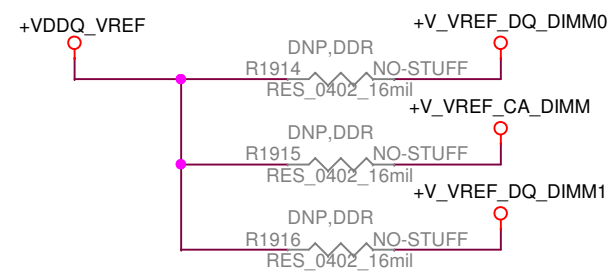 +VDDQ_VREF
+V_VREF_DQ_DIMM0
DNP,DDR
R1914
NO-STUFF
RES_0402_16mil
+V_VREF_CA_DIMM
DNP,DDR
R1915
NO-STUFF
RES_0402_16mil
+V_VREF_DQ_DIMM1
DNP,DDR
R1916
NO-STUFF
RES_0402_16mil